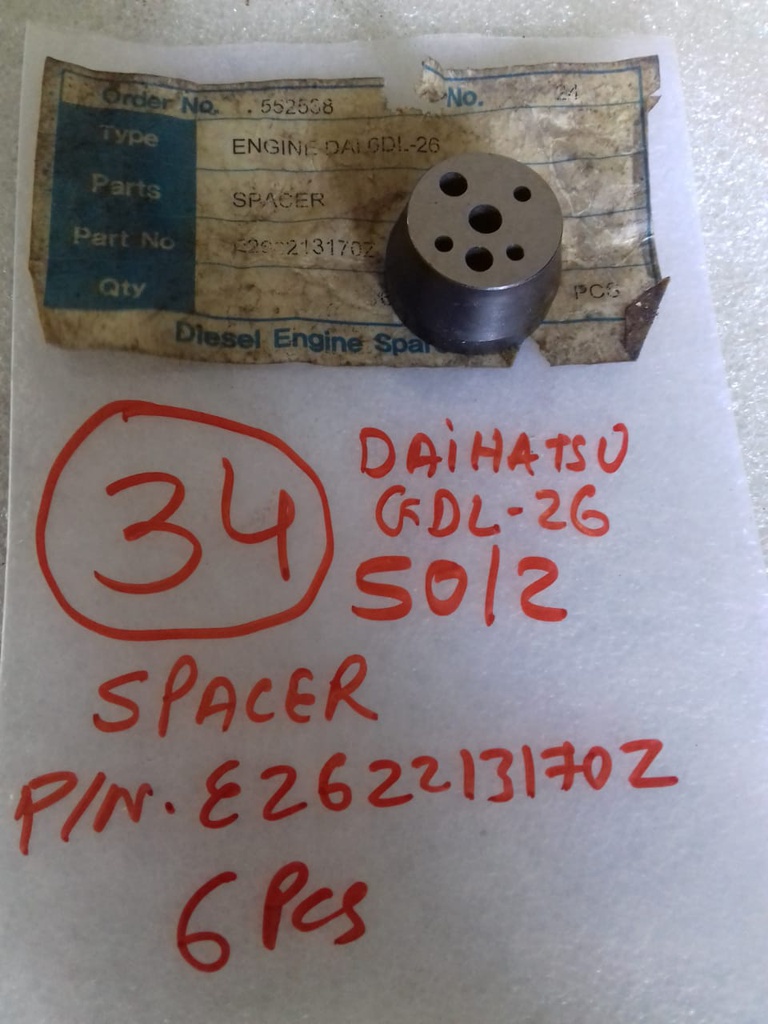 Order No. . 552538 No. 24
Type ENGINE DAI 6DL-26
Parts SPACER
Part No
Qty PCS
Diesel Engine
34
DAiHATSU
6DL-26
50/2
SPACER
P/N. E262213170Z
6 PCS